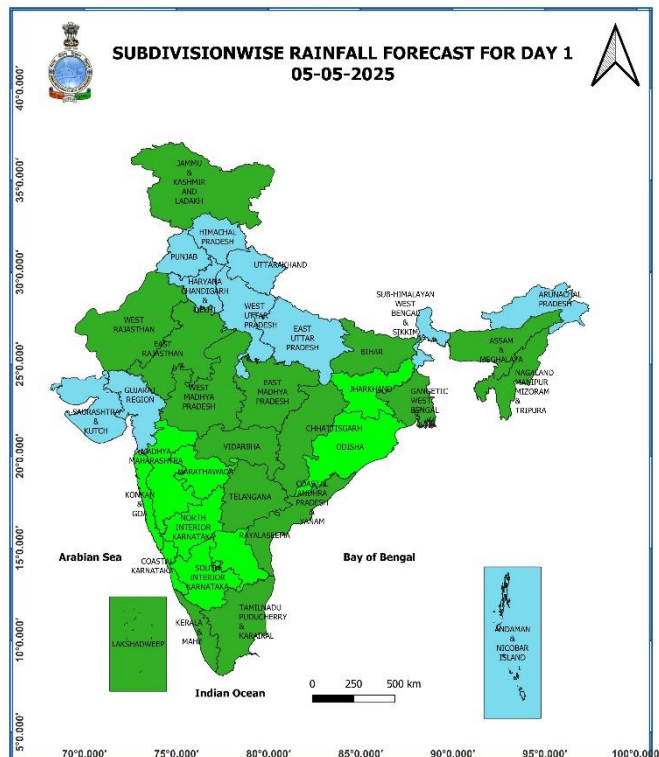 SUBDIVISIONWISE RAINFALL FORECAST FOR DAY 1
05-05-2025
40°0.000'
35°0.000'
30°0.000'
25°0.000'
20°0.000'
15°0.000'
10°0.000'
5°0.000'
JAMMU
&
KASHMIR
AND
LADAKH
HIMACHAL
PRADESH
PUNJAB
UTTARAKHAND
HARYANA
CHANDIGARH
&
DELHI
WEST
UTTAR
PRADESH
EAST
UTTAR
PRADESH
SUB-HIMALAYAN
WEST
BENGAL
&
SIKKIM
ARUNACHAL
PRADESH
WEST
RAJASTHAN
EAST
RAJASTHAN
BIHAR
ASSAM
&
MEGHALAYA
NAGALAND
MANIPUR
MIZORAM
&
TRIPURA
GUJARAT
REGION
SAURASHTRA
&
KUTCH
WEST
MADHYA
PRADESH
EAST
MADHYA
PRADESH
JHARKHAND
GANGETIC
WEST
BENGAL
CHHATTISGARH
ODISHA
VIDARBHA
MADHYA
MAHARASHTRA
MARATHAWADA
KONKAN
&
GOA
TELANGANA
COASTAL
ANDHRA
PRADESH
&
YANAM
NORTH
INTERIOR
KARNATAKA
RAYALASEEMA
Arabian Sea
Bay of Bengal
COASTAL
KARNATAKA
SOUTH
INTERIOR
KARNATAKA
LAKSHADWEEP
KERALA
&
MAHE
TAMILNADU
PUDUCHERRY
&
KARAIKAL
ANDAMAN
&
NICOBAR
ISLAND
Indian Ocean
0 250 500 km
70°0.000' 75°0.000' 80°0.000' 85°0.000' 90°0.000' 95°0.000' 100°0.000'